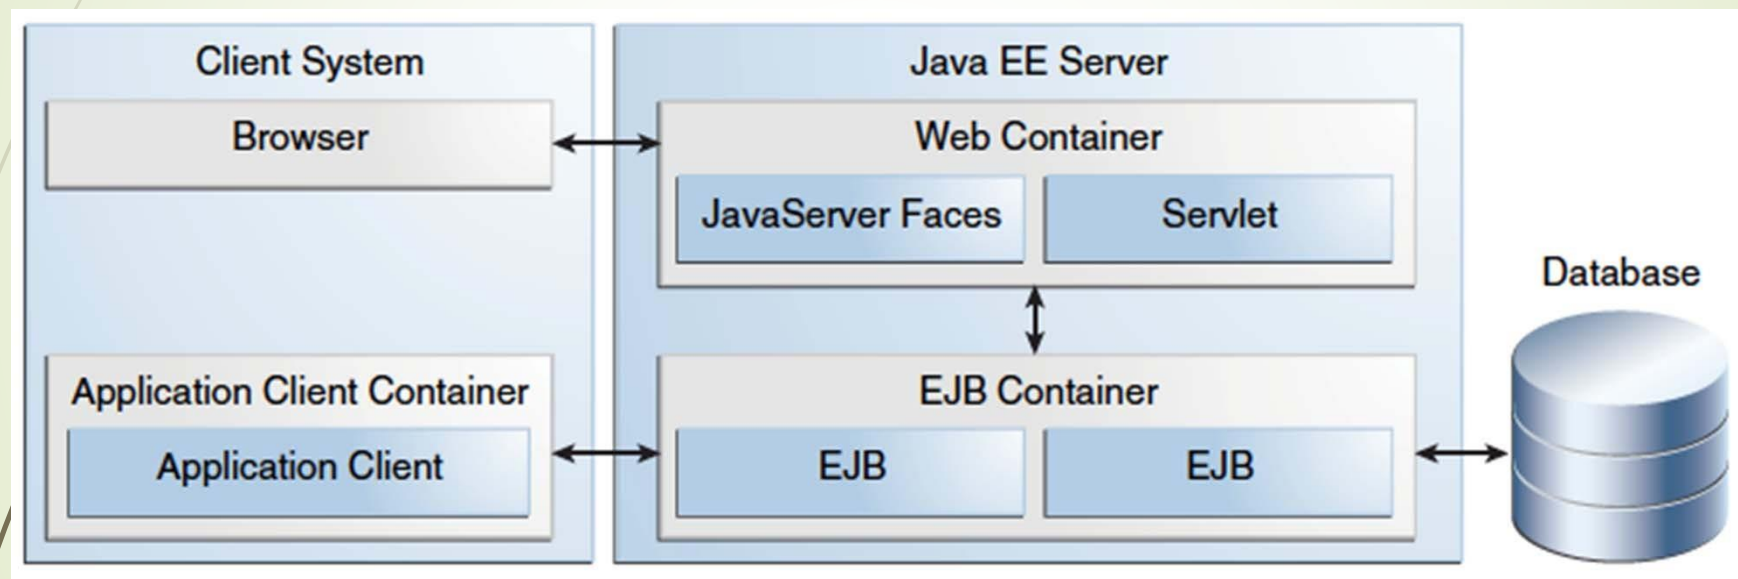 Client System
Browser
Application Client Container
Application Client
Java EE Server
Web Container
JavaServer Faces
Servlet
EJB Container
EJB
EJB
Database